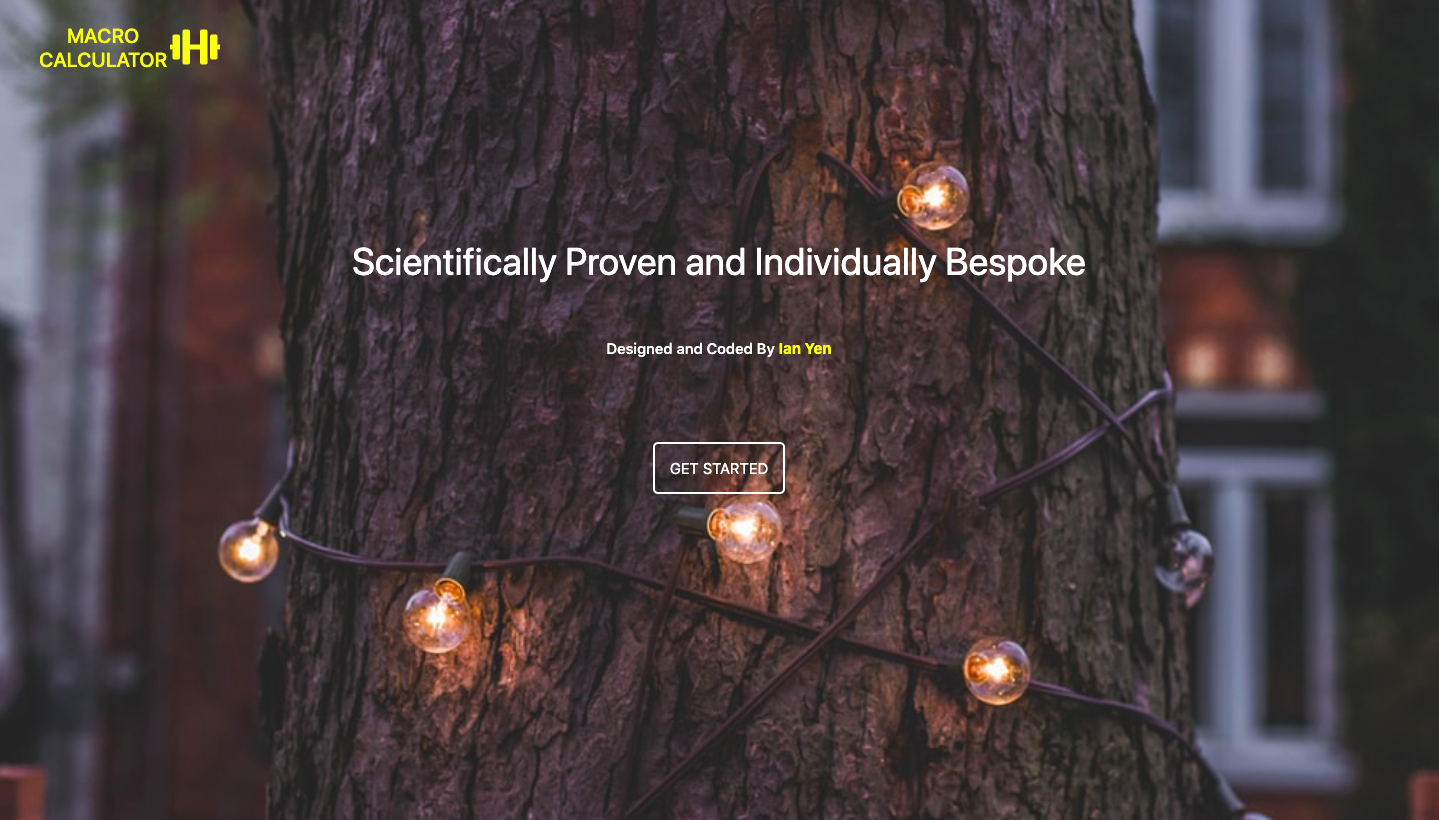 MACRO
CALCULATOR
Scientifically Proven and Individually Bespoke
Designed and Coded By Ian Yen
GET STARTED